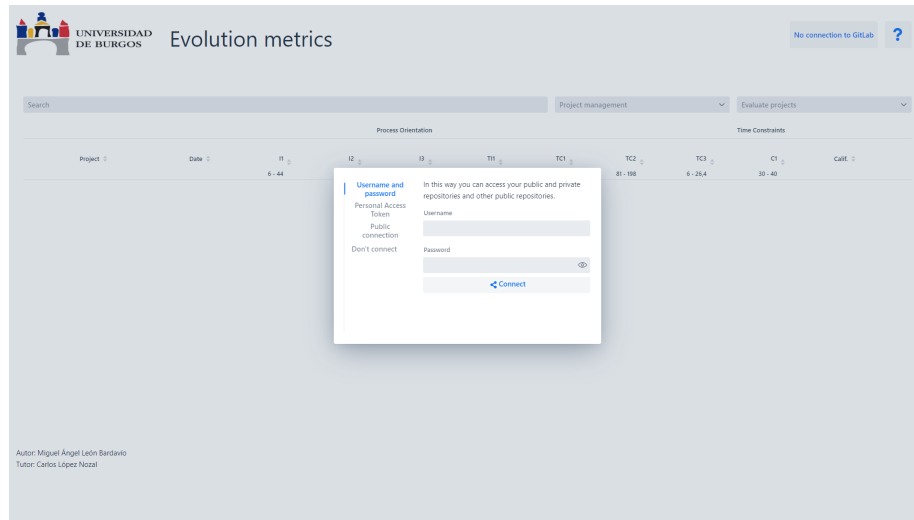 UNIVERSIDAD
DE BURGOS
Evolution metrics
No connection to GitLab
?
Search
Project management
Evaluate projects
Process Orientation
Time Constraints
Project
Date
I1
I2
I3
TI1
TC1
TC2
TC3
C1
Calif.
6 - 44
81 - 198
6 - 26,4
30 - 40
Username and
password
Personal Access
Token
Public
connection
Don't connect
In this way you can access your public and private
repositories and other public repositories.
Username
Password
Connect
Autor: Miguel Ángel León Bardavío
Tutor: Carlos López Nozal